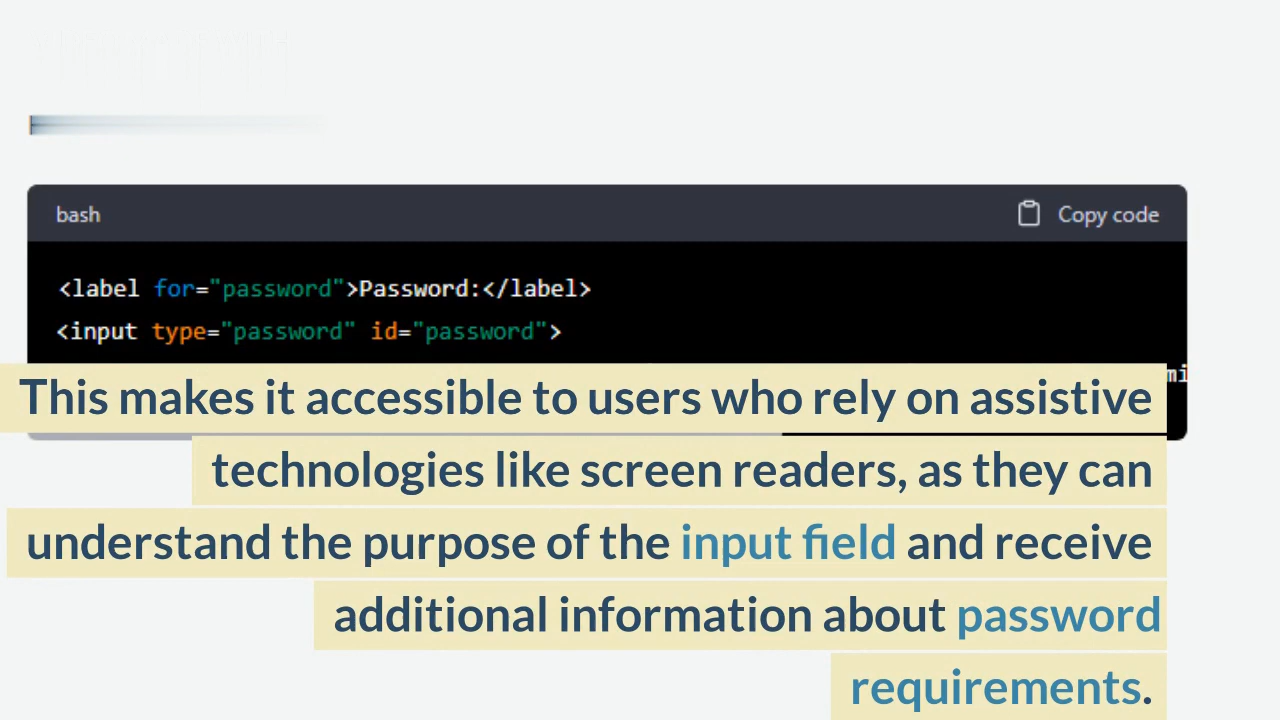 bash
Copy code
<label for="password">Password:</label>
<input type="password" id="password">
This makes it accessible to users who rely on assistive
technologies like screen readers, as they can
understand the purpose of the input field and receive
additional information about password
requirements.